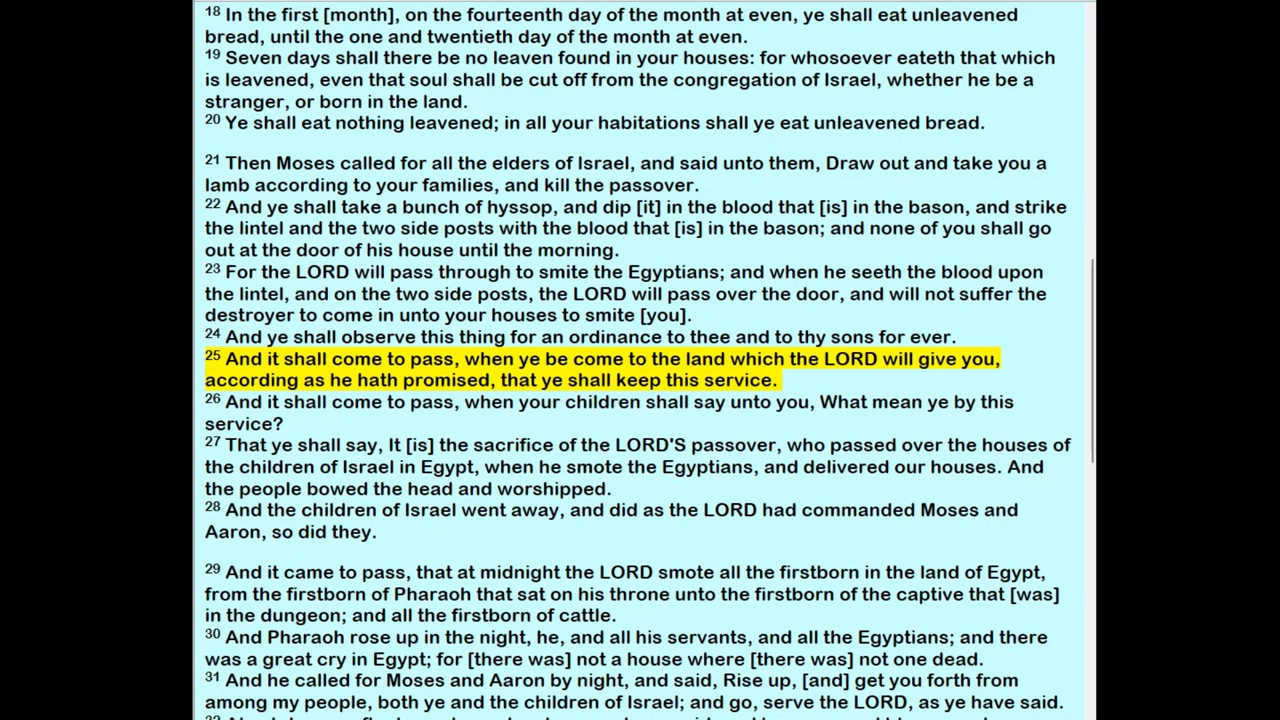 18 In the first [month], on the fourteenth day of the month at even, ye shall eat unleavened
bread, until the one and twentieth day of the month at even.
19 Seven days shall there be no leaven found in your houses: for whosoever eateth that which
is leavened, even that soul shall be cut off from the congregation of Israel, whether he be a
stranger, or born in the land.
20 Ye shall eat nothing leavened; in all your habitations shall ye eat unleavened bread.
21 Then Moses called for all the elders of Israel, and said unto them, Draw out and take you a
lamb according to your families, and kill the passover.
22 And ye shall take a bunch of hyssop, and dip [it] in the blood that [is] in the bason, and strike
the lintel and the two side posts with the blood that [is] in the bason; and none of you shall go
out at the door of his house until the morning.
23 For the LORD will pass through to smite the Egyptians; and when he seeth the blood upon
the lintel, and on the two side posts, the LORD will pass over the door, and will not suffer the
destroyer to come in unto your houses to smite [you].
24 And ye shall observe this thing for an ordinance to thee and to thy sons for ever.
25 And it shall come to pass, when ye be come to the land which the LORD will give you,
according as he hath promised, that ye shall keep this service.
26 And it shall come to pass, when your children shall say unto you, What mean ye by this
service?
27 That ye shall say, It [is] the sacrifice of the LORD'S passover, who passed over the houses of
the children of Israel in Egypt, when he smote the Egyptians, and delivered our houses. And
the people bowed the head and worshipped.
28 And the children of Israel went away, and did as the LORD had commanded Moses and
Aaron, so did they.
29 And it came to pass, that at midnight the LORD smote all the firstborn in the land of Egypt,
from the firstborn of Pharaoh that sat on his throne unto the firstborn of the captive that [was]
in the dungeon; and all the firstborn of cattle.
30 And Pharaoh rose up in the night, he, and all his servants, and all the Egyptians; and there
was a great cry in Egypt; for [there was] not a house where [there was] not one dead.
31 And he called for Moses and Aaron by night, and said, Rise up, [and] get you forth from
among my people, both ye and the children of Israel; and go, serve the LORD, as ye have said.